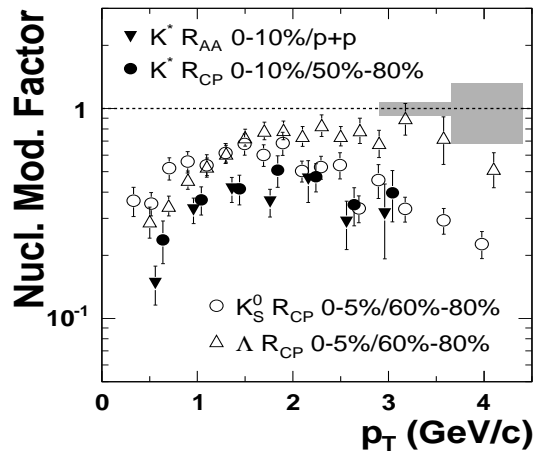 K* R_AA 0-10%/p+p
K* R_CP 0-10%/50%-80%
Nucl. Mod. Factor
1
10^-1
K_S^0 R_CP 0-5%/60%-80%
Λ R_CP 0-5%/60%-80%
0 1 2 3 4
p_T (GeV/c)